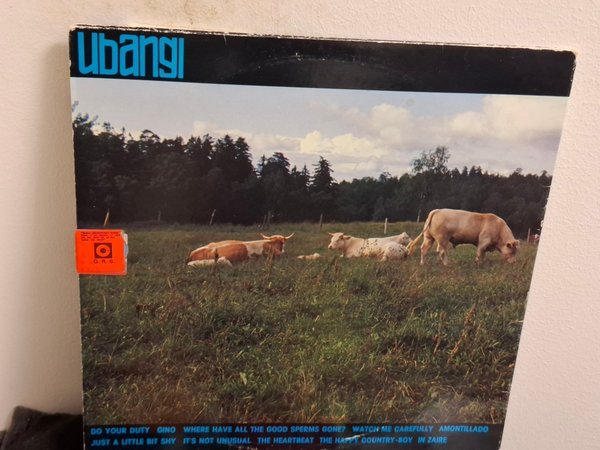 ubangi
O. R. S.
DO YOUR DUTY GINO WHERE HAVE ALL THE GOOD SPERMS GONE? WATCH ME CAREFULLY AMONTILLADO
JUST A LITTLE BIT SHY IT'S NOT UNUSUAL THE HEARTBEAT THE HAPPY COUNTRY-BOY IN ZAIRE